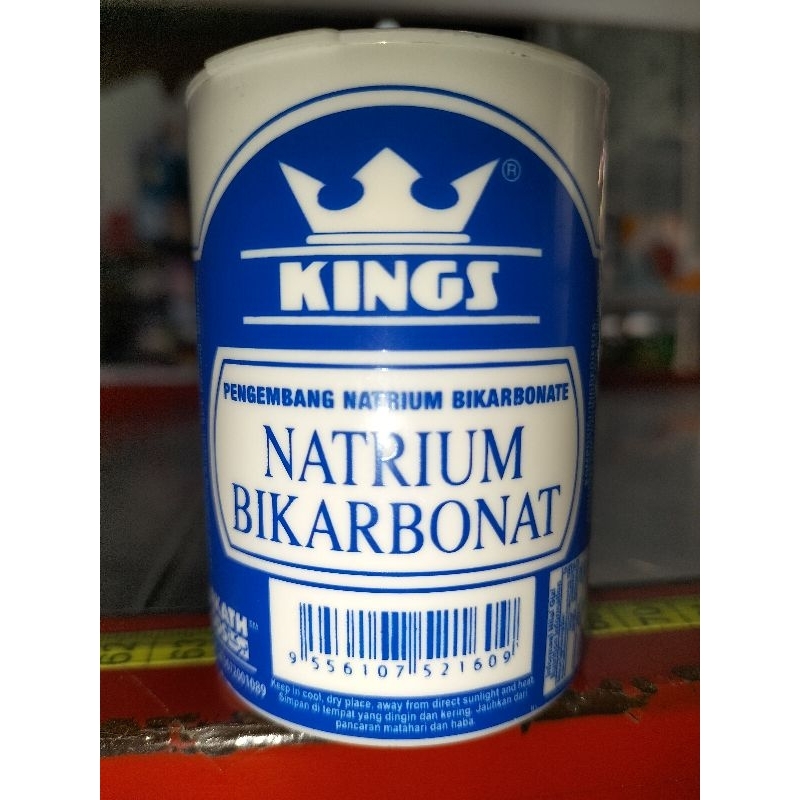 ®
KINGS
PENGEMBANG NATRIUM BIKARBONATE
NATRIUM
BIKARBONAT
9 556107 521609
Keep in cool, dry place, away from direct sunlight and heat.
Simpan di tempat yang dingin dan kering. Jauhkan dari
pancaran matahari dan haba.